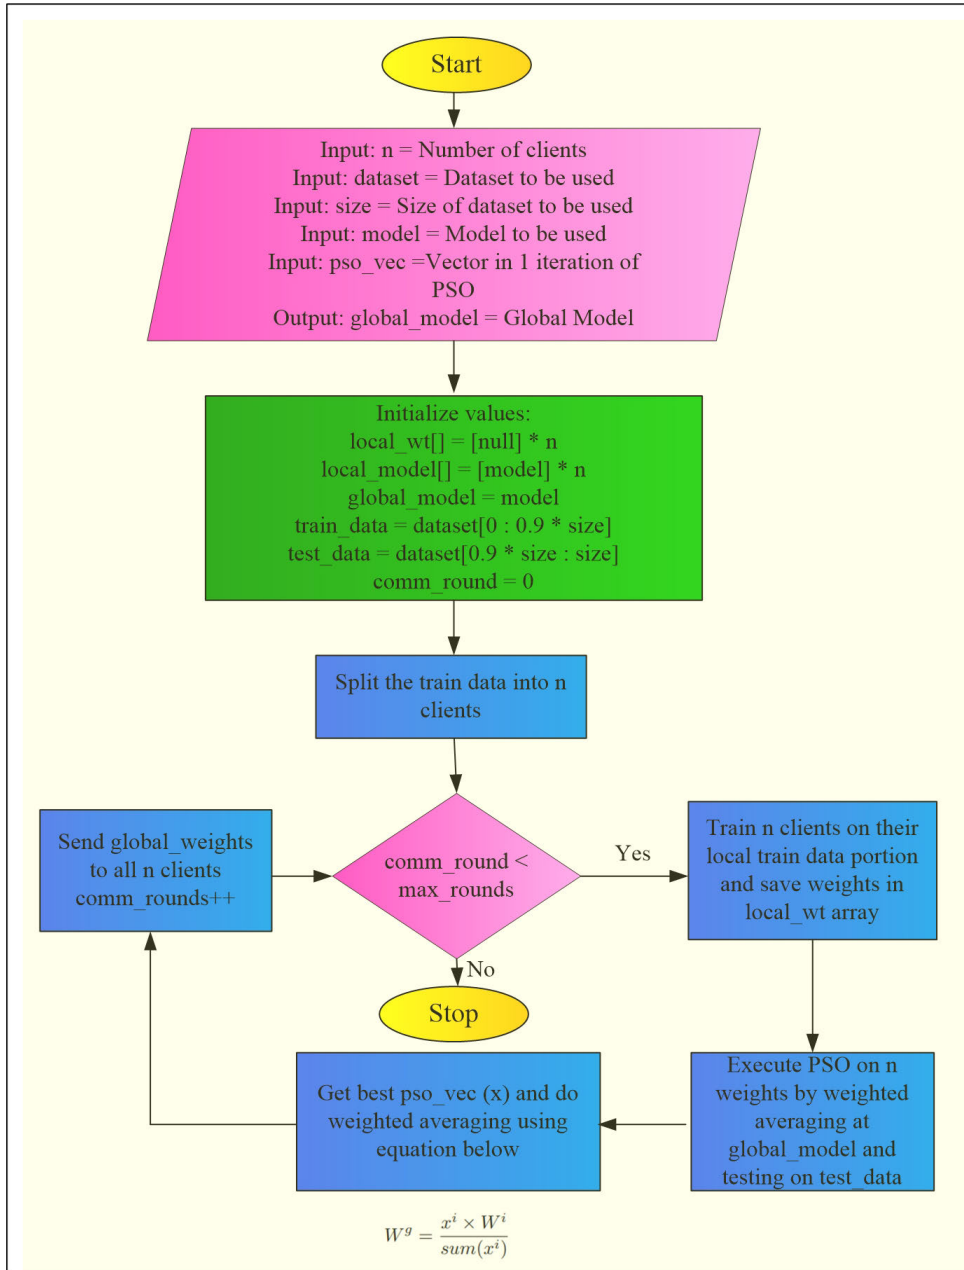 Start
Input: n = Number of clients
Input: dataset = Dataset to be used
Input: size = Size of dataset to be used
Input: model = Model to be used
Input: pso_vec =Vector in 1 iteration of
PSO
Output: global_model = Global Model
Initialize values:
local_wt[] = [null] * n
local_model[] = [model] * n
global_model = model
train_data = dataset[0 : 0.9 * size]
test_data = dataset[0.9 * size : size]
comm_round = 0
Split the train data into n
clients
comm_round <
max_rounds
Yes
Train n clients on their
local train data portion
and save weights in
local_wt array
Execute PSO on n
weights by weighted
averaging at
global_model and
testing on test_data
Get best pso_vec (x) and do
weighted averaging using
equation below
Send global_weights
to all n clients
comm_rounds++
No
Stop
W^g = \frac{x^i × W^i}{sum(x^i)}